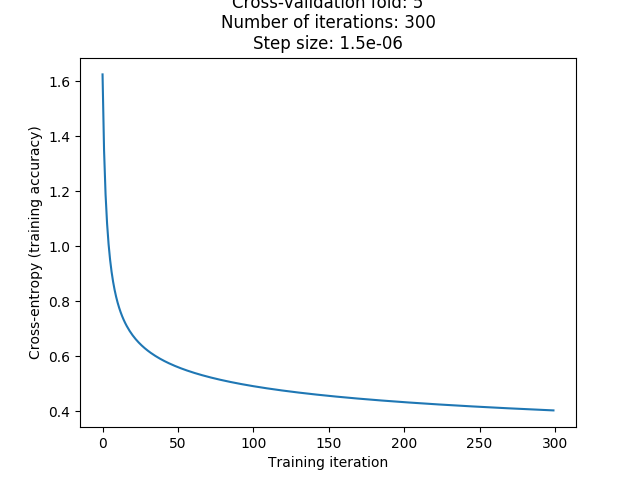 Cross-validation fold: 5
Number of iterations: 300
Step size: 1.5e-06
1.6
1.4
1.2
1.0
0.8
0.6
0.4
Cross-entropy (training accuracy)
0 50 100 150 200 250 300
Training iteration